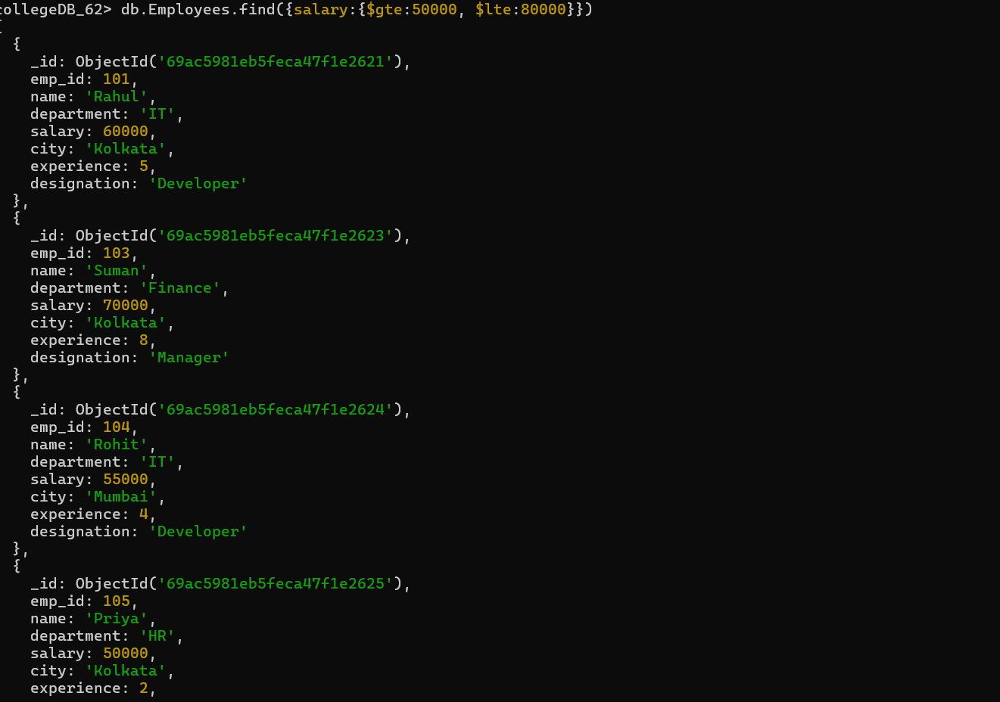 collegeDB_62> db.Employees.find({salary:{$gte:50000, $lte:80000}})
[
  {
    _id: ObjectId('69ac5981eb5feca47f1e2621'),
    emp_id: 101,
    name: 'Rahul',
    department: 'IT',
    salary: 60000,
    city: 'Kolkata',
    experience: 5,
    designation: 'Developer'
  },
  {
    _id: ObjectId('69ac5981eb5feca47f1e2623'),
    emp_id: 103,
    name: 'Suman',
    department: 'Finance',
    salary: 70000,
    city: 'Kolkata',
    experience: 8,
    designation: 'Manager'
  },
  {
    _id: ObjectId('69ac5981eb5feca47f1e2624'),
    emp_id: 104,
    name: 'Rohit',
    department: 'IT',
    salary: 55000,
    city: 'Mumbai',
    experience: 4,
    designation: 'Developer'
  },
  {
    _id: ObjectId('69ac5981eb5feca47f1e2625'),
    emp_id: 105,
    name: 'Priya',
    department: 'HR',
    salary: 50000,
    city: 'Kolkata',
    experience: 2,